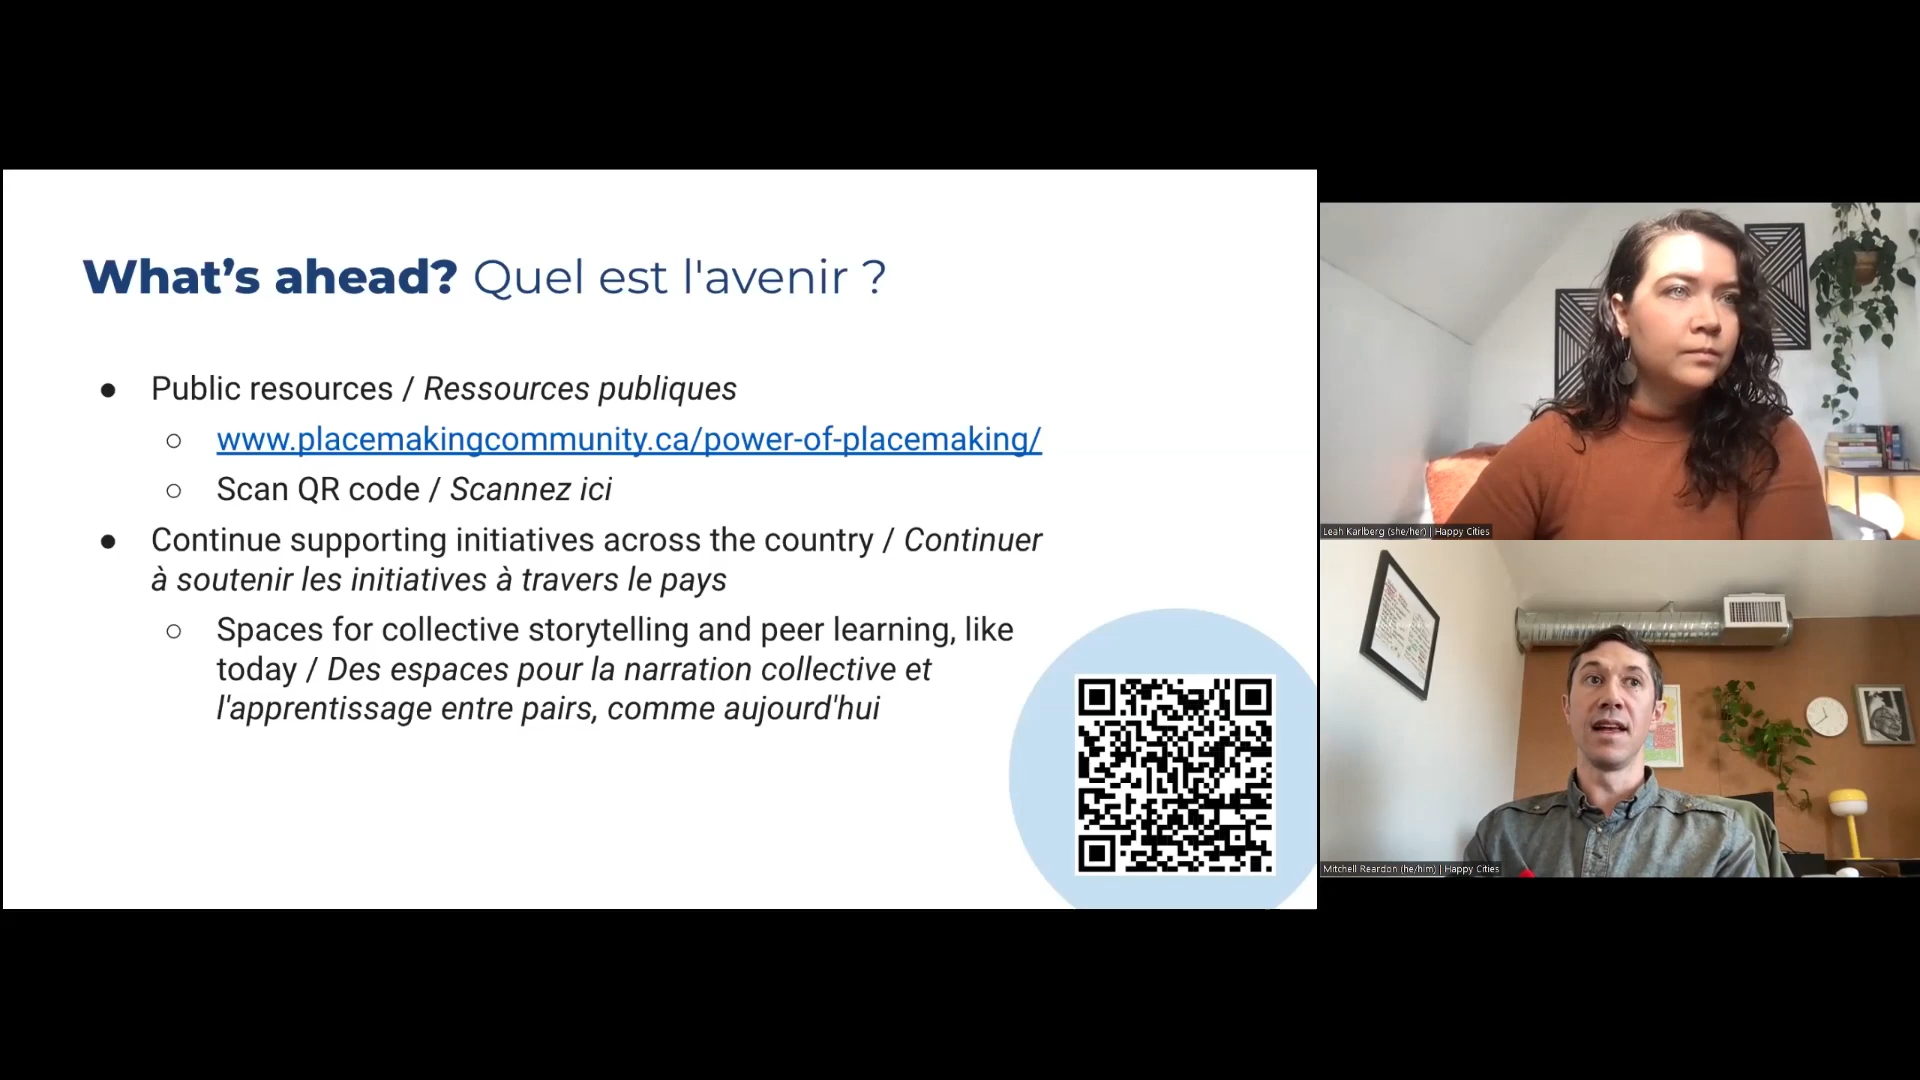 What's ahead? Quel est l'avenir ?
● Public resources / Ressources publiques
○ www.placemakingcommunity.ca/power-of-placemaking/
○ Scan QR code / Scannez ici
● Continue supporting initiatives across the country / Continuer
à soutenir les initiatives à travers le pays
○ Spaces for collective storytelling and peer learning, like
today / Des espaces pour la narration collective et
l'apprentissage entre pairs, comme aujourd'hui
Leah Karlberg (she/her) | Happy Cities
Mitchell Reardon (he/him) | Happy Cities